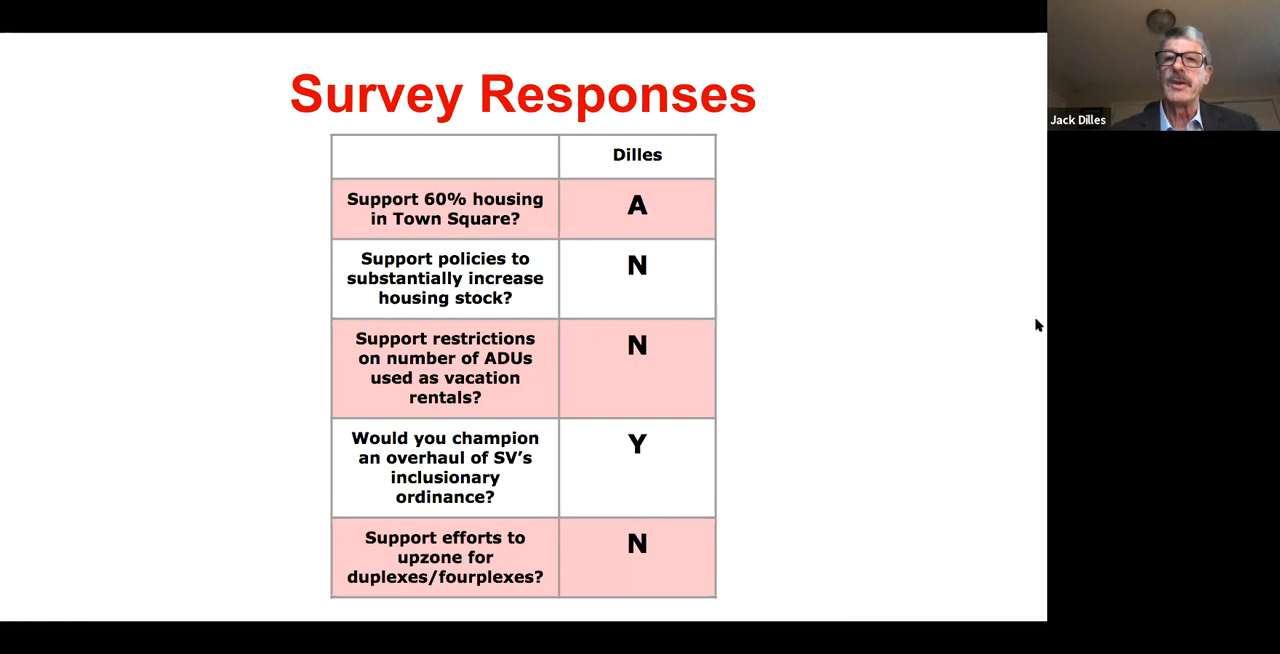 Survey Responses
Dilles
Support 60% housing
in Town Square?
A
Support policies to
substantially increase
housing stock?
N
Support restrictions
on number of ADUs
used as vacation
rentals?
N
Would you champion
an overhaul of SV's
inclusionary
ordinance?
Y
Support efforts to
upzone for
duplexes/fourplexes?
N
Jack Dilles